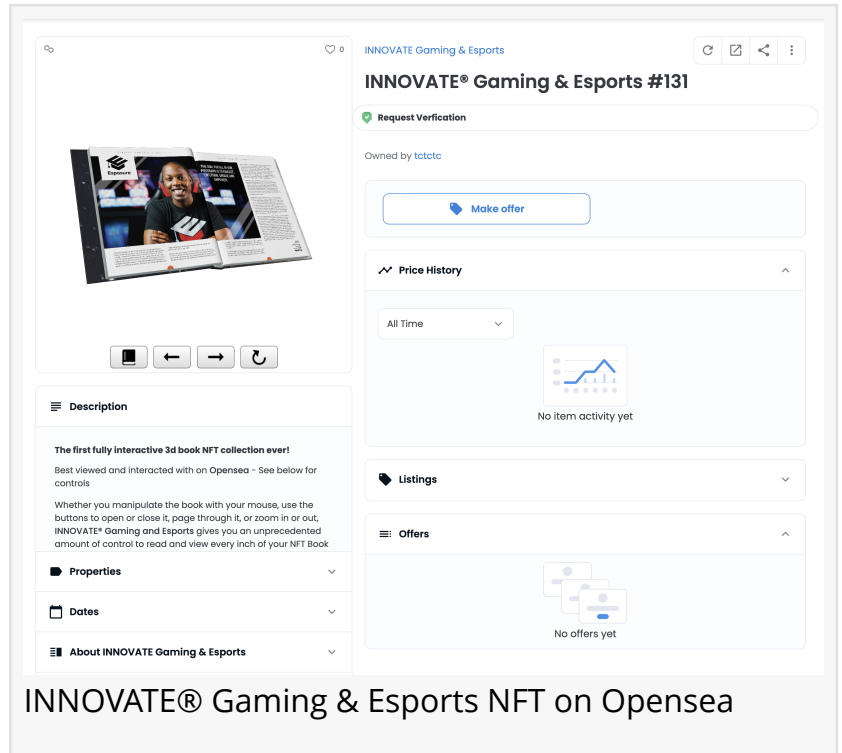 0
INNOVATE Gaming & Esports
INNOVATE® Gaming & Esports #131
Request Verfication
Owned by tctctc
Make offer
Price History
All Time
No item activity yet
Listings
Offers
No offers yet
Esposure
Description
The first fully interactive 3d book NFT collection ever!
Best viewed and interacted with on Opensea - See below for
controls
Whether you manipulate the book with your mouse, use the
buttons to open or close it, page through it, or zoom in or out,
INNOVATE® Gaming and Esports gives you an unprecedented
amount of control to read and view every inch of your NFT Book
Properties
Dates
About INNOVATE Gaming & Esports
INNOVATE® Gaming & Esports NFT on Opensea